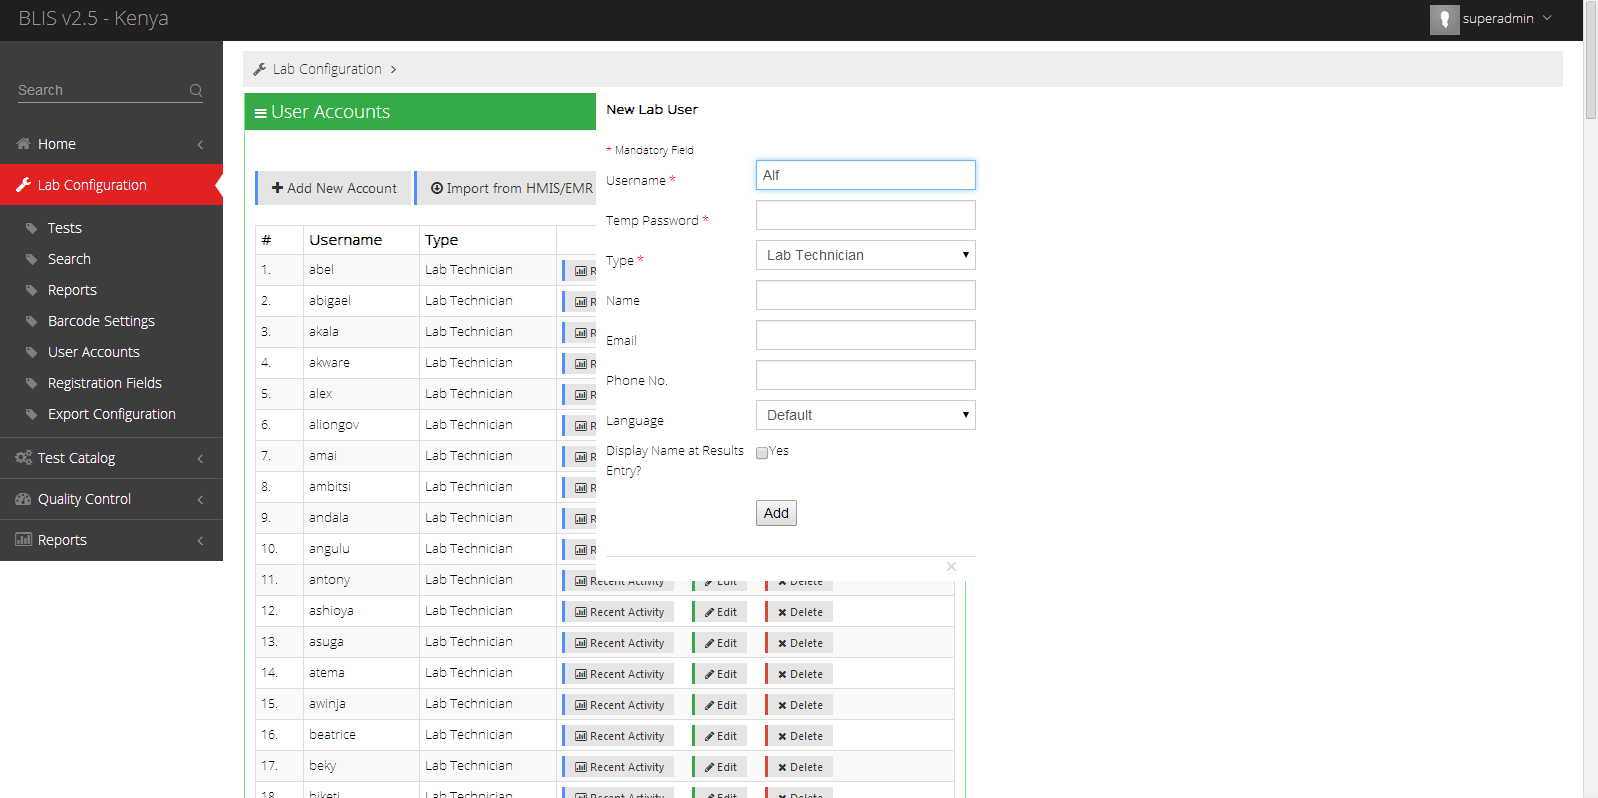 BLIS v2.5 - Kenya
superadmin
Search
Home
Lab Configuration
Tests
Search
Reports
Barcode Settings
User Accounts
Registration Fields
Export Configuration
Test Catalog
Quality Control
Reports
Lab Configuration
User Accounts
Add New Account
Import from HMIS/EMR
# Username Type
1. abel Lab Technician R
2. abigael Lab Technician R
3. akala Lab Technician R
4. akware Lab Technician R
5. alex Lab Technician R
6. aliongov Lab Technician R
7. amai Lab Technician R
8. ambitsi Lab Technician R
9. andala Lab Technician R
10. angulu Lab Technician R
11. antony Lab Technician Recent Activity Edit Delete
12. ashioya Lab Technician Recent Activity Edit Delete
13. asuga Lab Technician Recent Activity Edit Delete
14. atema Lab Technician Recent Activity Edit Delete
15. awinja Lab Technician Recent Activity Edit Delete
16. beatrice Lab Technician Recent Activity Edit Delete
17. beky Lab Technician Recent Activity Edit Delete
18. biketi Lab Technician Recent Activity Edit Delete
New Lab User
* Mandatory Field
Username * Alf
Temp Password *
Type * Lab Technician
Name
Email
Phone No.
Language Default
Display Name at Results Yes
Entry?
Add